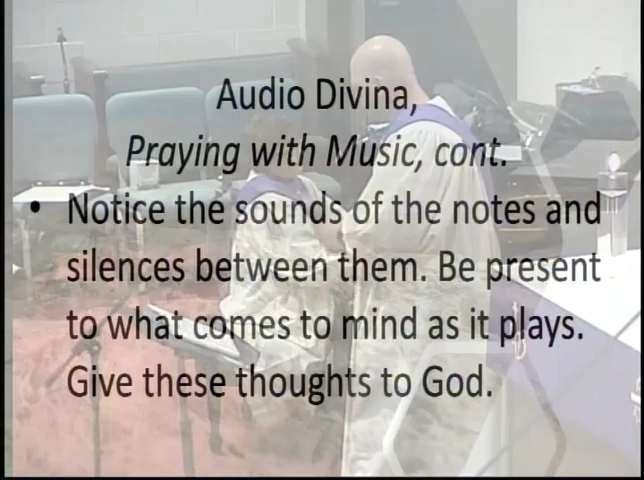 Audio Divina,
Praying with Music, cont.
• Notice the sounds of the notes and
silences between them. Be present
to what comes to mind as it plays.
Give these thoughts to God.